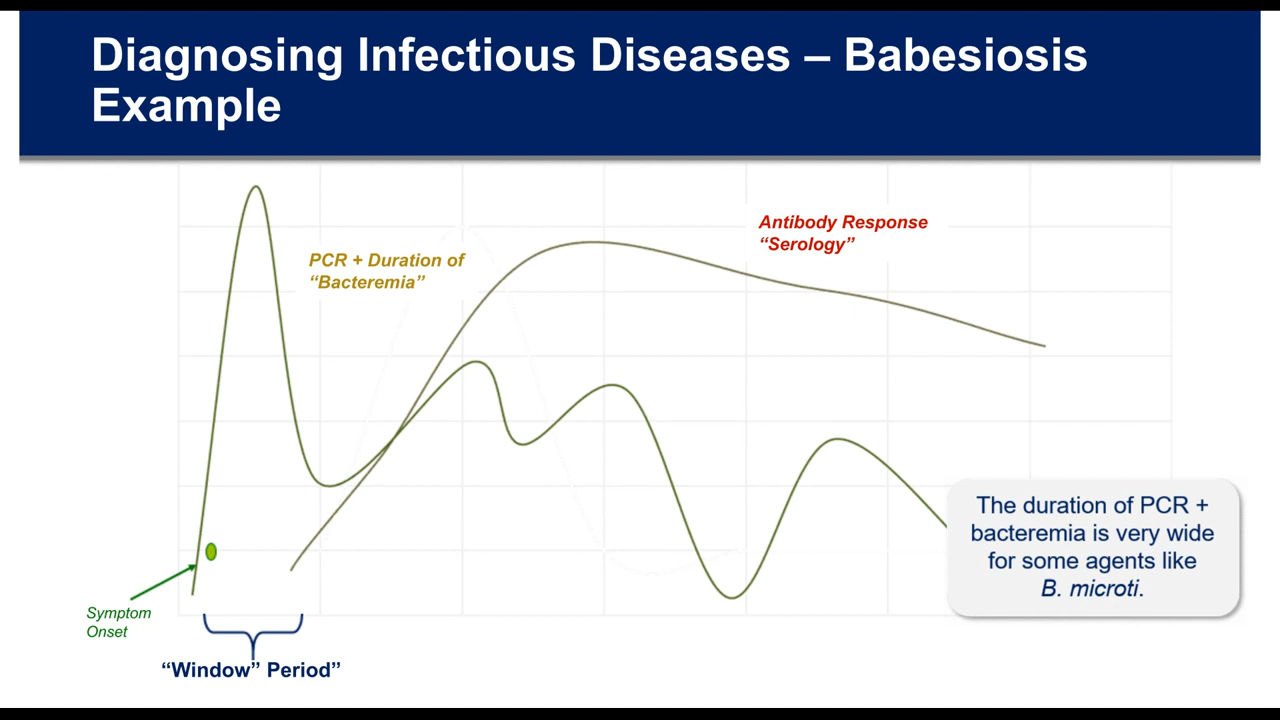 Diagnosing Infectious Diseases – Babesiosis
Example
Antibody Response
“Serology”
PCR + Duration of
“Bacteremia”
The duration of PCR +
bacteremia is very wide
for some agents like
B. microti.
Symptom
Onset
“Window” Period”